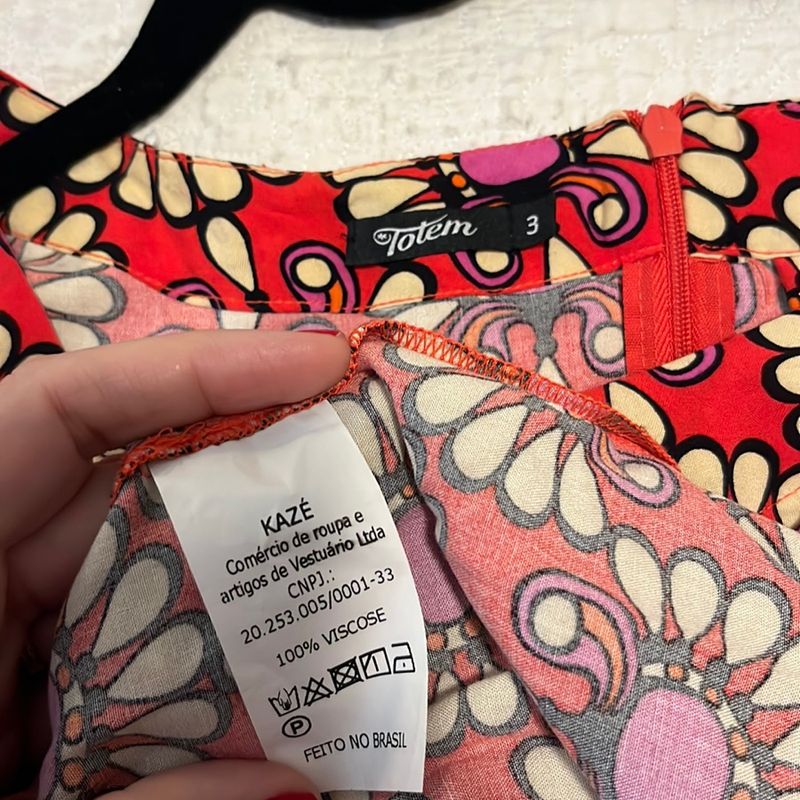 Totem
3
KAZÉ
Comércio de roupa e
artigos de Vestuário Ltda
CNPJ.:
20.253.005/0001-33
100% VISCOSE
P
FEITO NO BRASIL